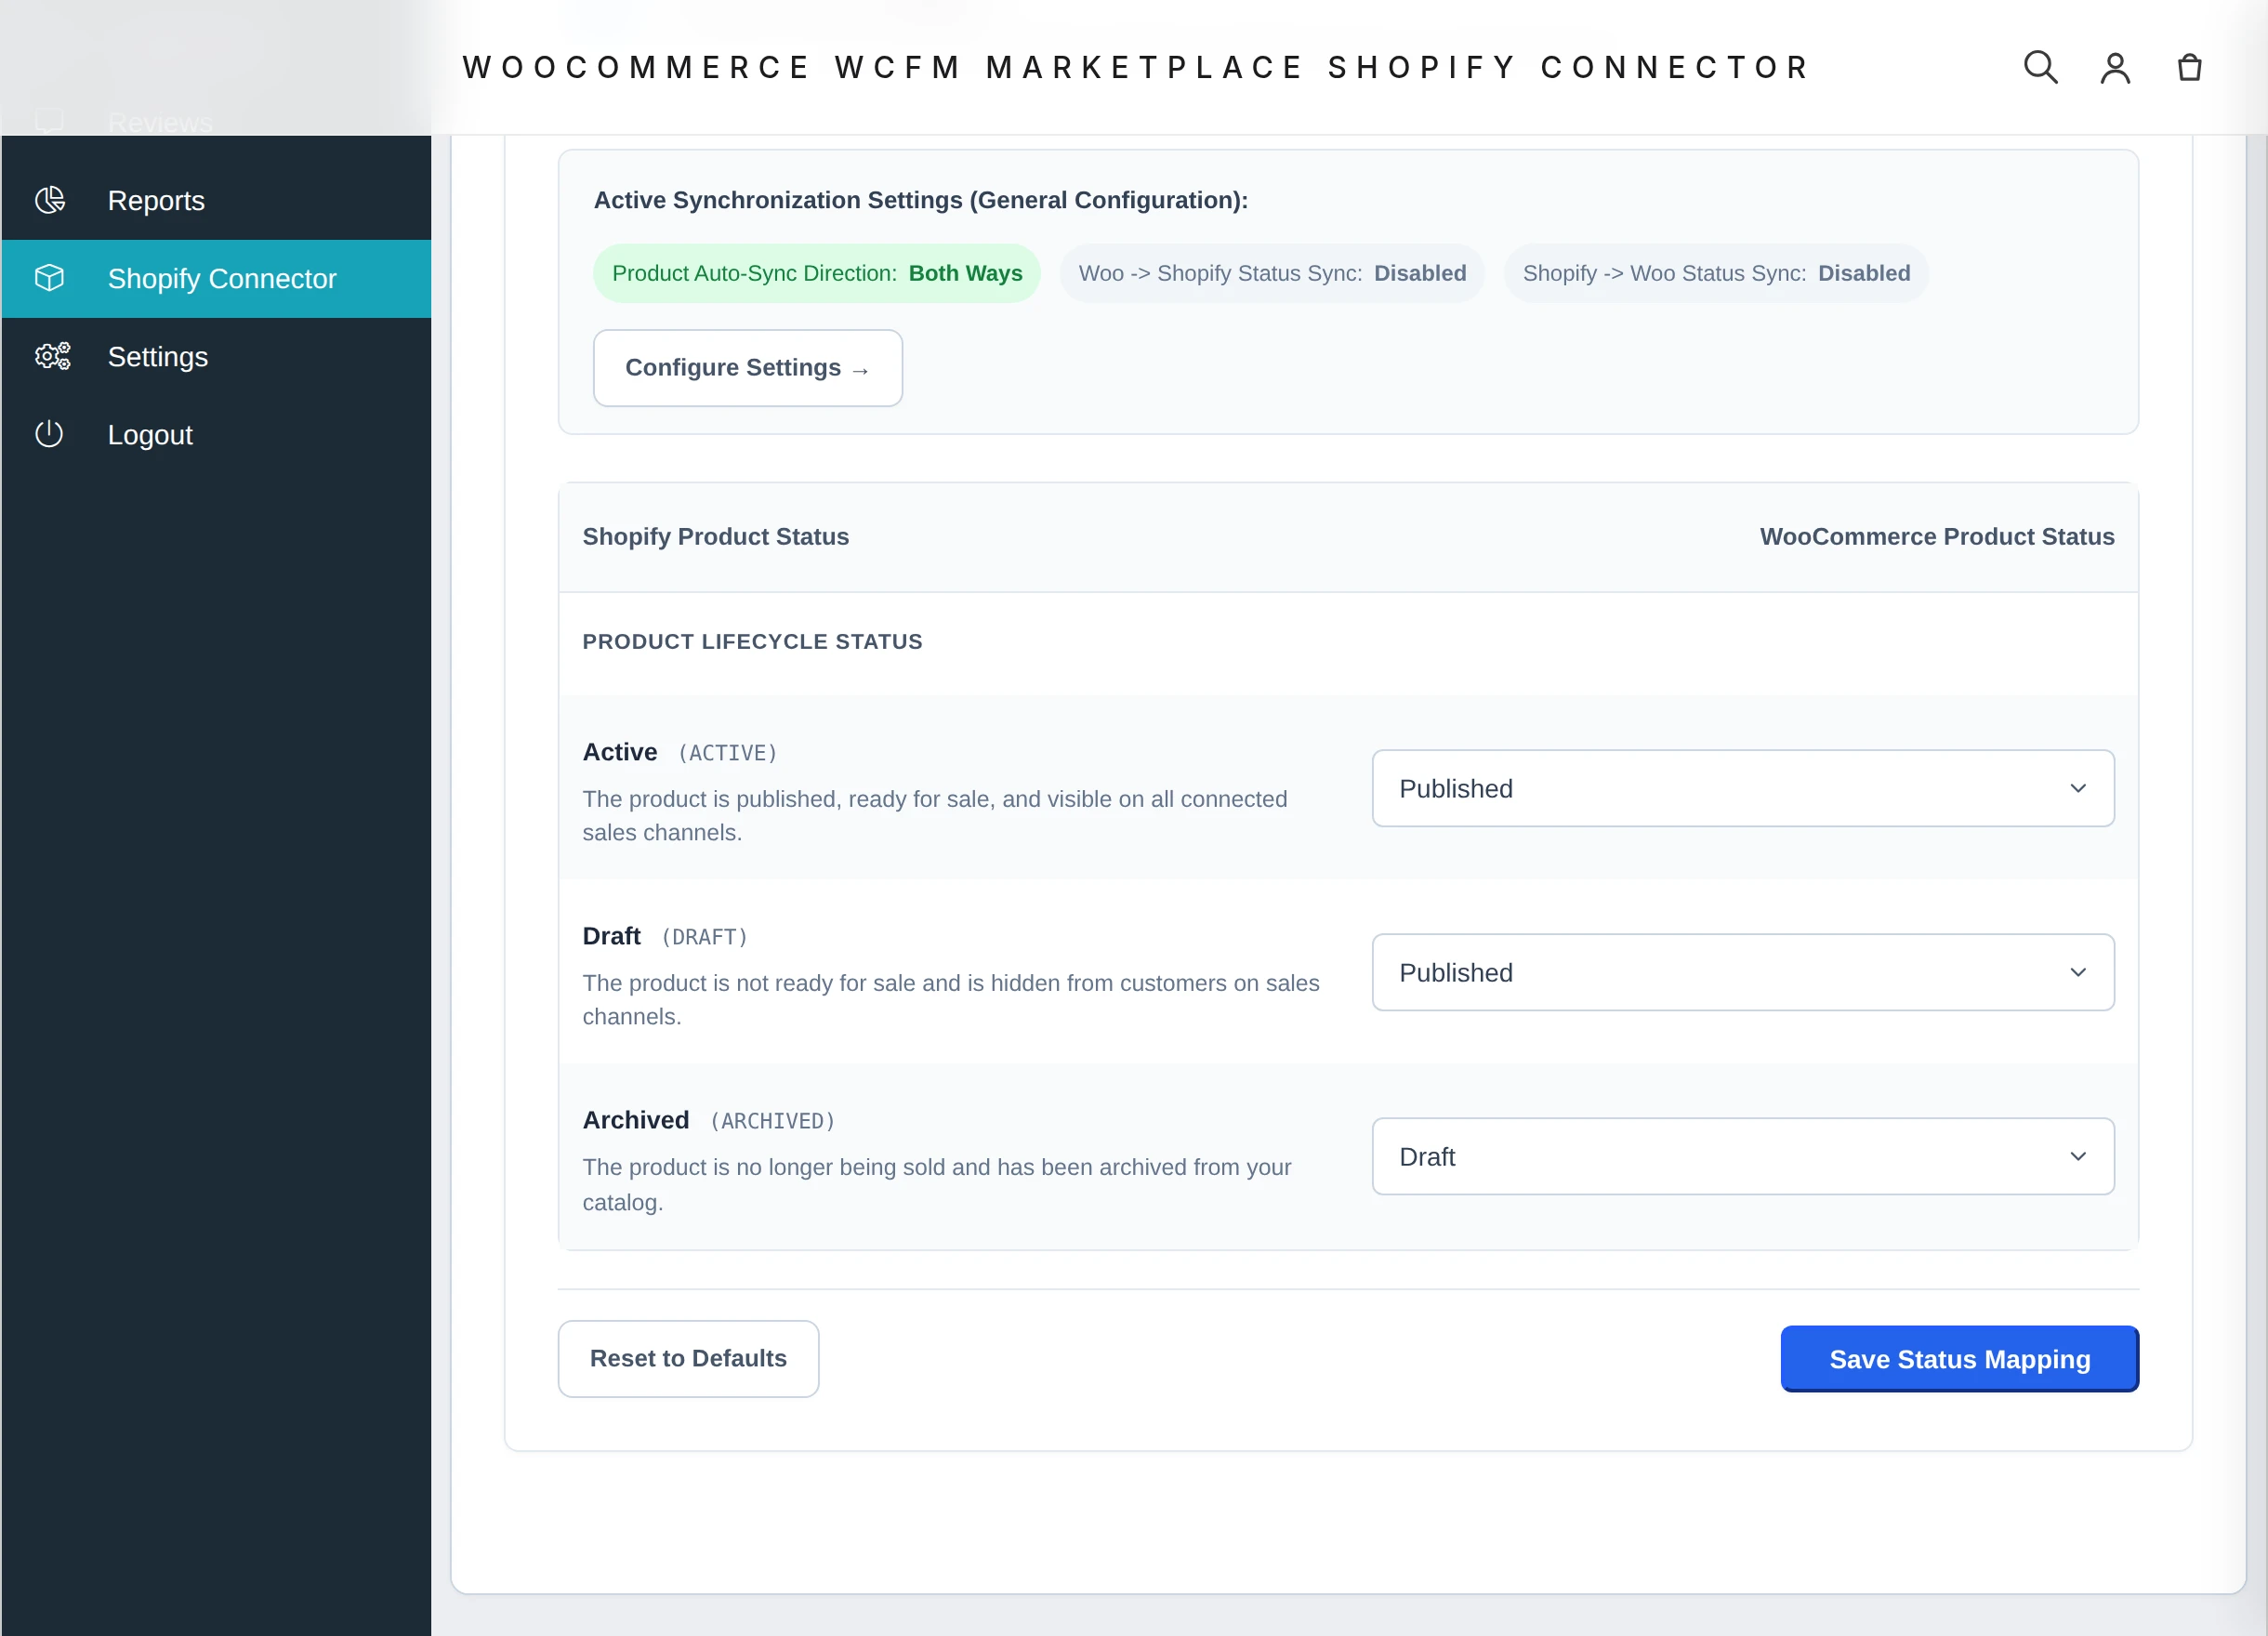 WOOCOMMERCE WCFM MARKETPLACE SHOPIFY CONNECTOR
Reviews
Reports
Shopify Connector
Settings
Logout
Active Synchronization Settings (General Configuration):
Product Auto-Sync Direction: Both Ways
Woo -> Shopify Status Sync: Disabled
Shopify -> Woo Status Sync: Disabled
Configure Settings →
Shopify Product Status
WooCommerce Product Status
PRODUCT LIFECYCLE STATUS
Active (ACTIVE)
The product is published, ready for sale, and visible on all connected
sales channels.
Published
Draft (DRAFT)
The product is not ready for sale and is hidden from customers on sales
channels.
Published
Archived (ARCHIVED)
The product is no longer being sold and has been archived from your
catalog.
Draft
Reset to Defaults
Save Status Mapping